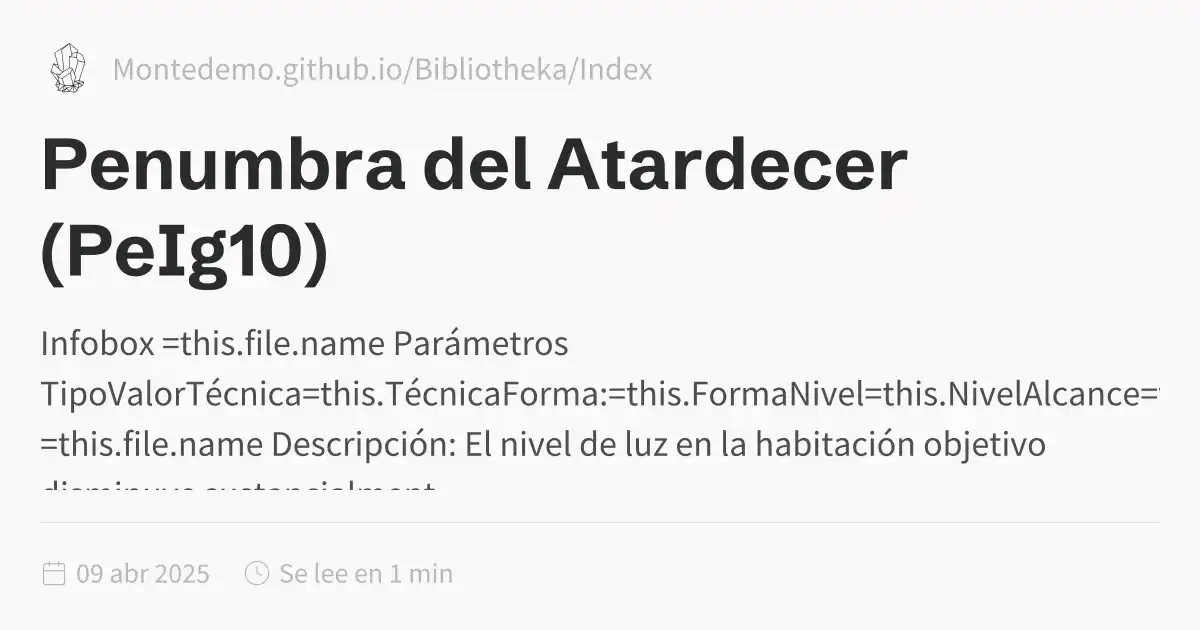 Montedemo.github.io/Bibliotheka/Index
Penumbra del Atardecer
(PeIg10)
Infobox =this.file.name Parámetros
TipoValorTécnica=this.TécnicaForma:=this.FormaNivel=this.NivelAlcance=
=this.file.name Descripción: El nivel de luz en la habitación objetivo
09 abr 2025
Se lee en 1 min